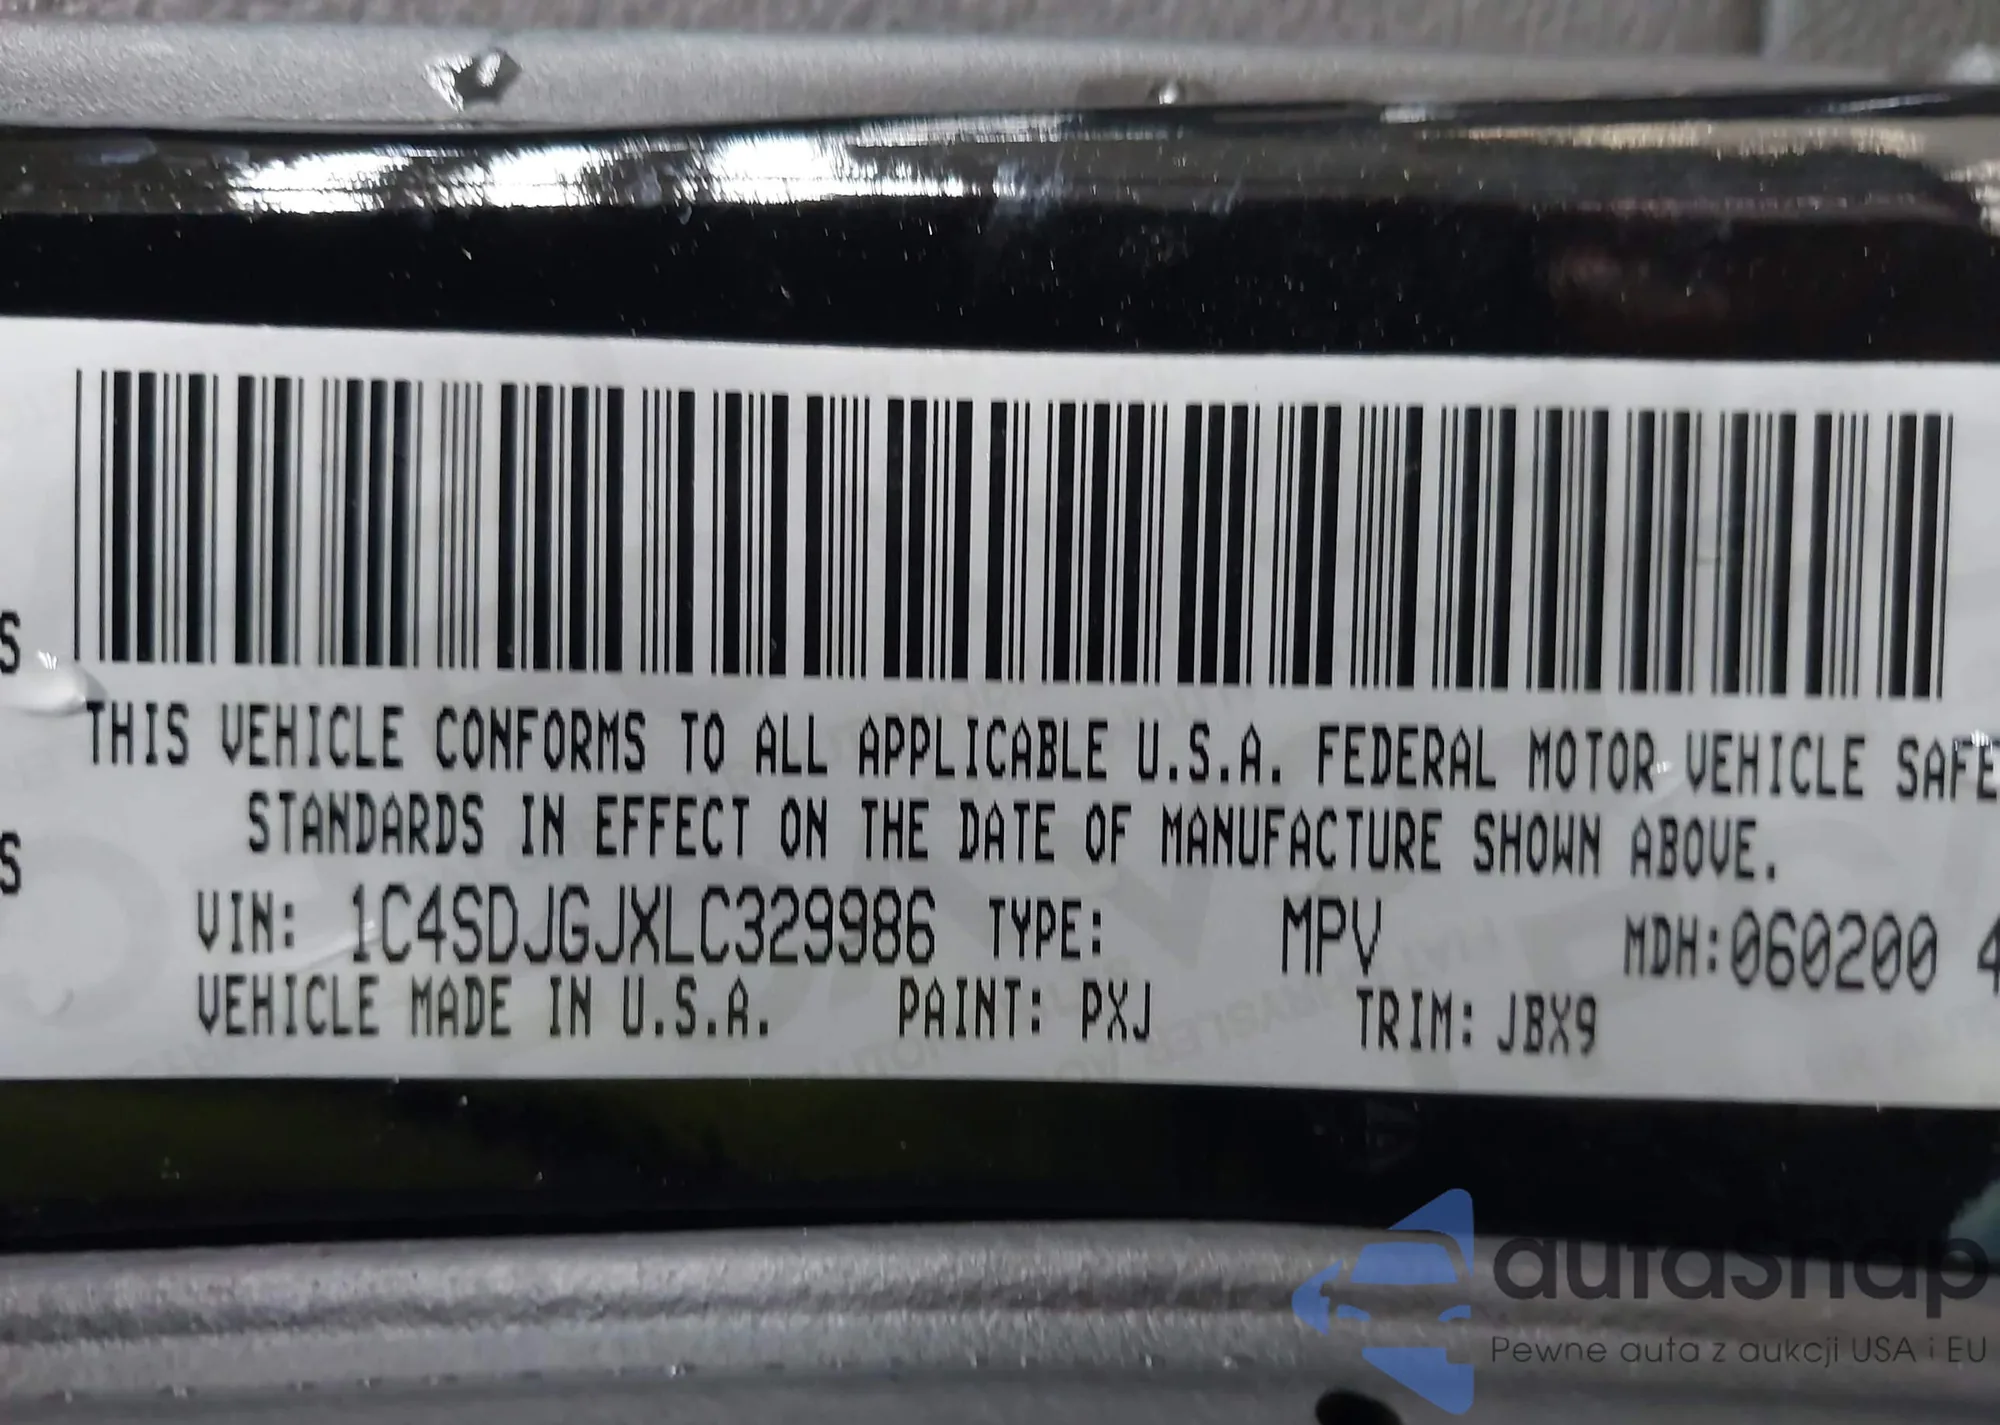 S
THIS VEHICLE CONFORMS TO ALL APPLICABLE U.S.A. FEDERAL MOTOR VEHICLE SAFE
STANDARDS IN EFFECT ON THE DATE OF MANUFACTURE SHOWN ABOVE.
S
VIN: 1C4SDJGJXLC329986 TYPE: MPV MDH:060200 4
VEHICLE MADE IN U.S.A. PAINT: PXJ TRIM: JBX9
autasnap
Pewne auta z aukcji USA i EU